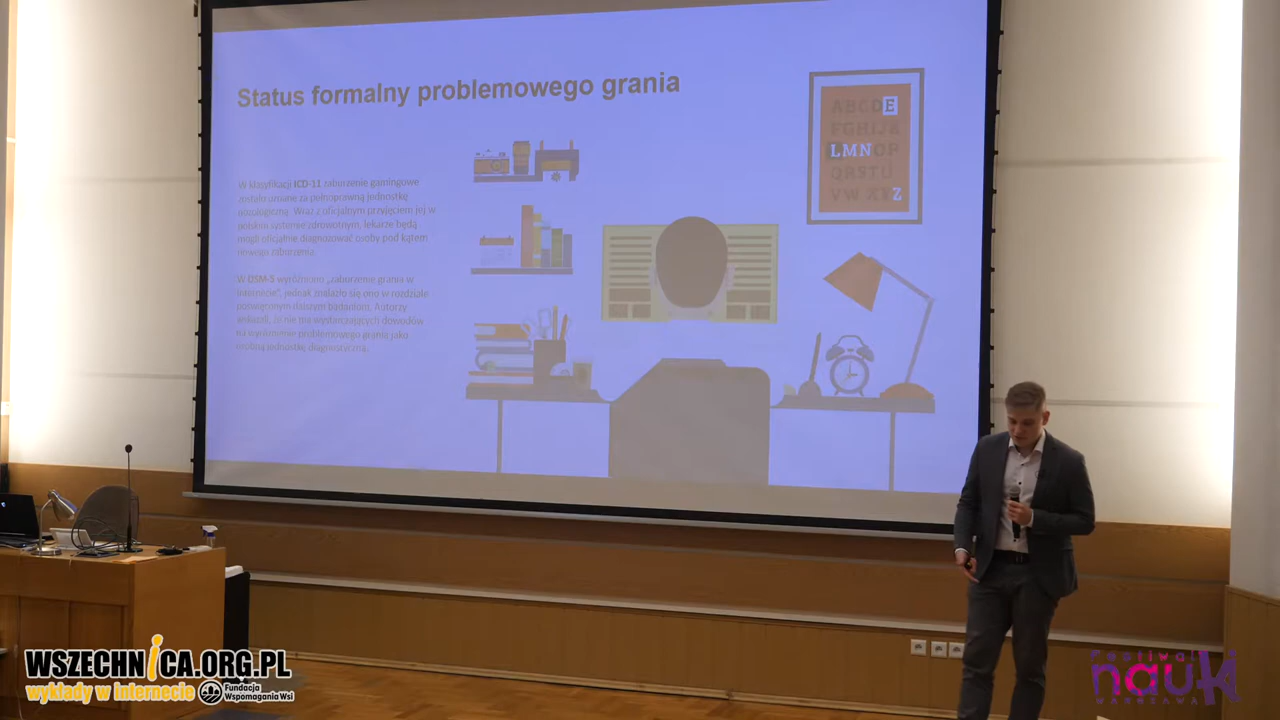 Status formalny problemowego grania
W klasyfikacji ICD-11 zaburzenie gamingowe
zostało uznane za pełnoprawną jednostkę
nozologiczną. Wraz z oficjalnym przyjęciem jej w
polskim systemie zdrowotnym, lekarze będą
mogli oficjalnie diagnozować osoby pod kątem
nowego zaburzenia.
W DSM-5 wyróżniono „zaburzenie grania w
internecie”, jednak znalazło się ono w rozdziale
poświęconym dalszym badaniom. Autorzy
wskazali, że nie ma wystarczających dowodów
na wyróżnienie problemowego grania jako
osobną jednostkę diagnostyczną.
ABCDE
FGHIJK
LMNOP
QRSTU
VWXYZ
WSZECHNICA.ORG.PL
wykłady w internecie
Fundacja
Wspomagania Wsi
Festiwal
nauki
WARSZAWA